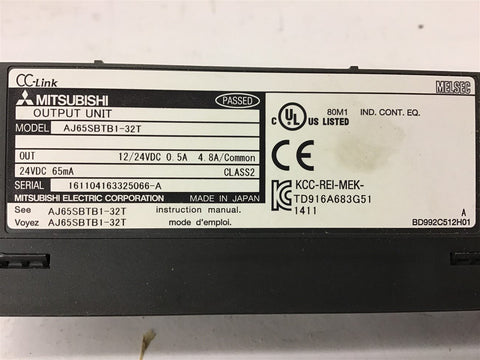 CC-Link
MELSEC
MITSUBISHI PASSED
OUTPUT UNIT
MODEL AJ65SBTB1-32T
OUT 12/24VDC 0.5A 4.8A/Common
24VDC 65mA CLASS2
SERIAL 161104163325066-A
MITSUBISHI ELECTRIC CORPORATION MADE IN JAPAN
See AJ65SBTB1-32T instruction manual.
Voyez AJ65SBTB1-32T mode d'emploi.
80M1 IND. CONT. EQ.
c UL US LISTED
CE
KCC-REI-MEK-
TD916A683G51
1411
A
BD992C512H01